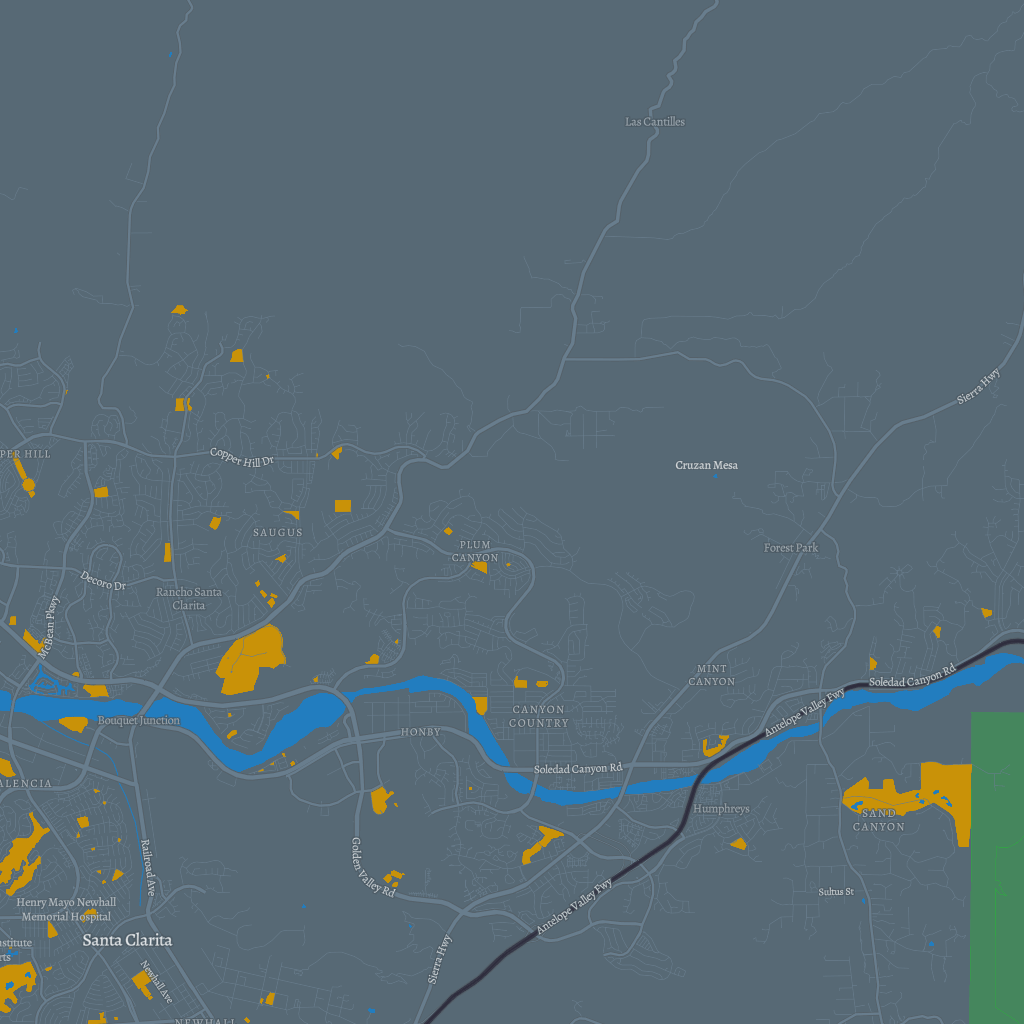 Las Cantilles
Sierra Hwy
PER HILL
Copper Hill Dr
Cruzan Mesa
SAUGUS
PLUM
CANYON
Forest Park
Decoro Dr
Rancho Santa
Clarita
McBean Pkwy
MINT
CANYON
Soledad Canyon Rd
Antelope Valley Fwy
Bouquet Junction
CANYON
COUNTRY
HONBY
Soledad Canyon Rd
ALENCIA
Humphreys
SAND
CANYON
Railroad Ave
Golden Valley Rd
Sultus St
Henry Mayo Newhall
Memorial Hospital
Antelope Valley Fwy
Santa Clarita
stitute
rts
Sierra Hwy
Newhall Ave
NEWHALL